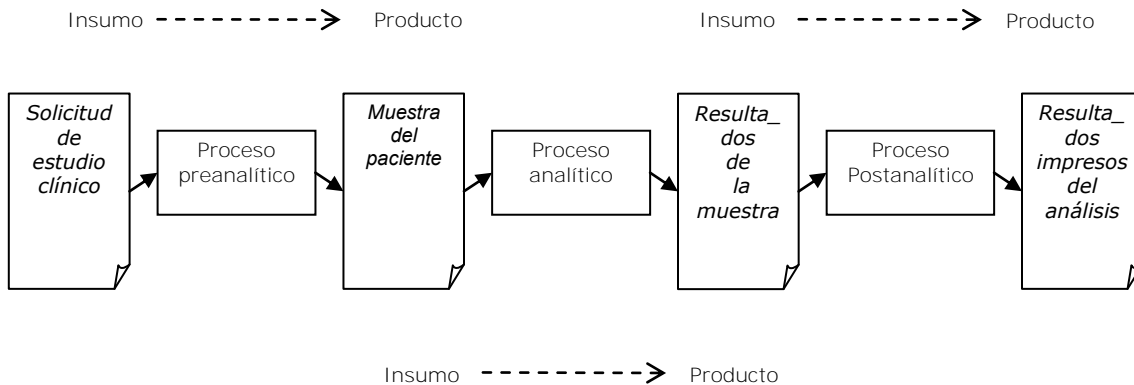 Insumo
Producto
Insumo
Producto
Solicitud
de
estudio
clínico
Proceso
preanalítico
Muestra
del
paciente
Proceso
analítico
Resulta_
dos
de
la
muestra
Proceso
Postanalítico
Resulta_
dos
impresos
del
análisis
Insumo
Producto